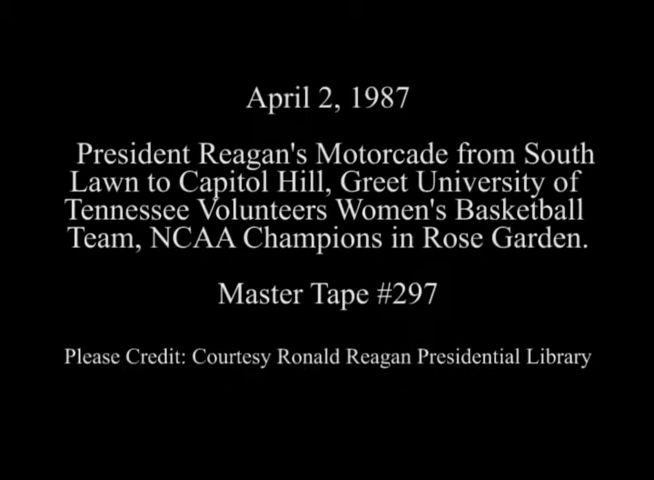 April 2, 1987
President Reagan's Motorcade from South
Lawn to Capitol Hill, Greet University of
Tennessee Volunteers Women's Basketball
Team, NCAA Champions in Rose Garden.
Master Tape #297
Please Credit: Courtesy Ronald Reagan Presidential Library